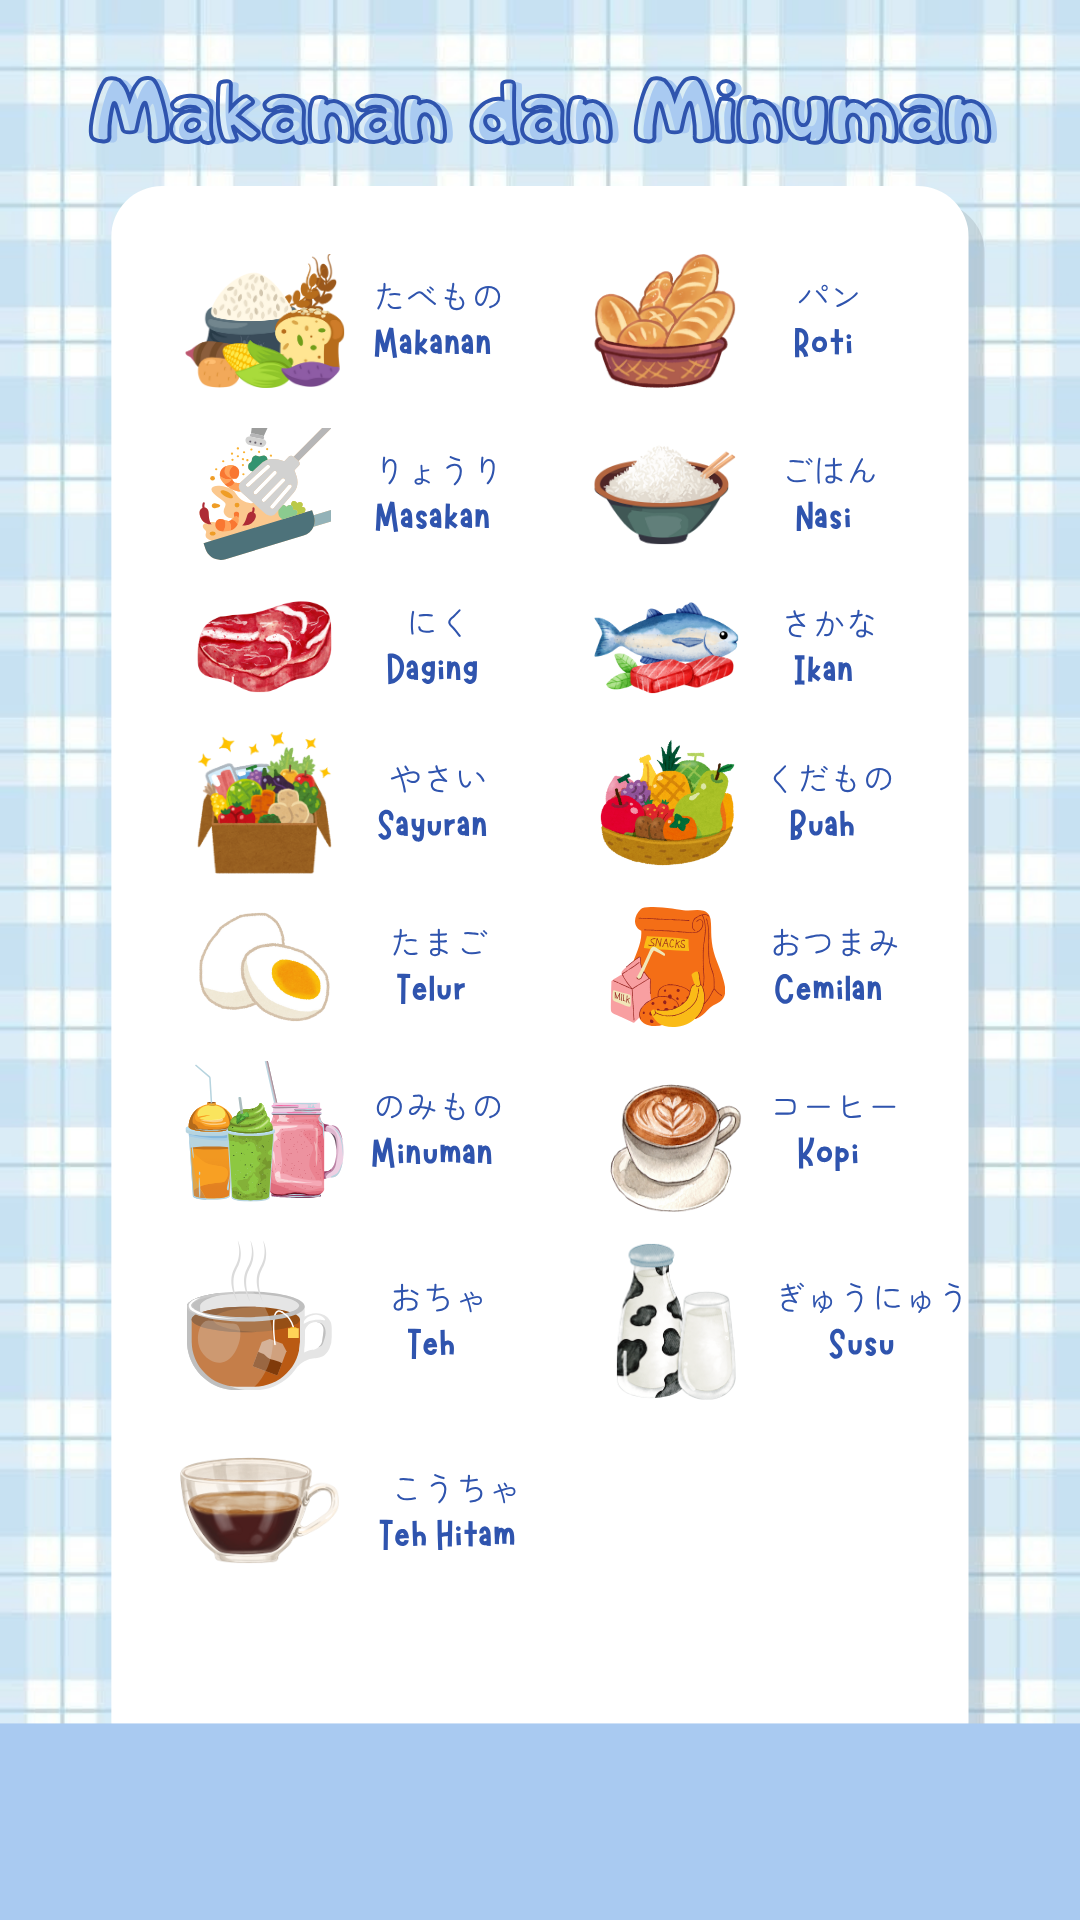 Makanan dan Minuman
たべもの
Makanan
パン
Roti
りょうり
Masakan
ごはん
Nasi
にく
Daging
さかな
Ikan
やさい
Sayuran
くだもの
Buah
たまご
Telur
SNACKS
MILK
おつまみ
Cemilan
のみもの
Minuman
コーヒー
Kopi
おちゃ
Teh
ぎゅうにゅう
Susu
こうちゃ
Teh Hitam